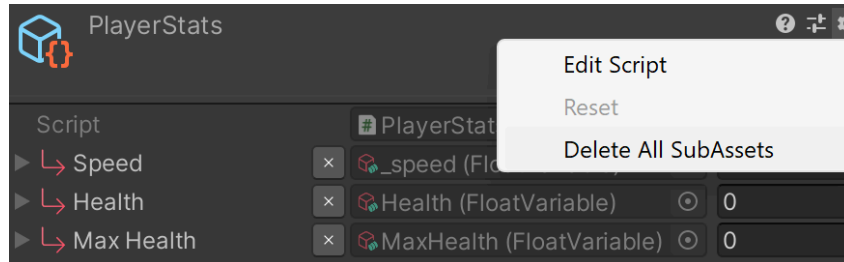 PlayerStats
Edit Script
Reset
Delete All SubAssets
Script
# PlayerStat
Speed × _speed (Flo
Health × Health (FloatVariable) 0
Max Health × MaxHealth (FloatVariable) 0